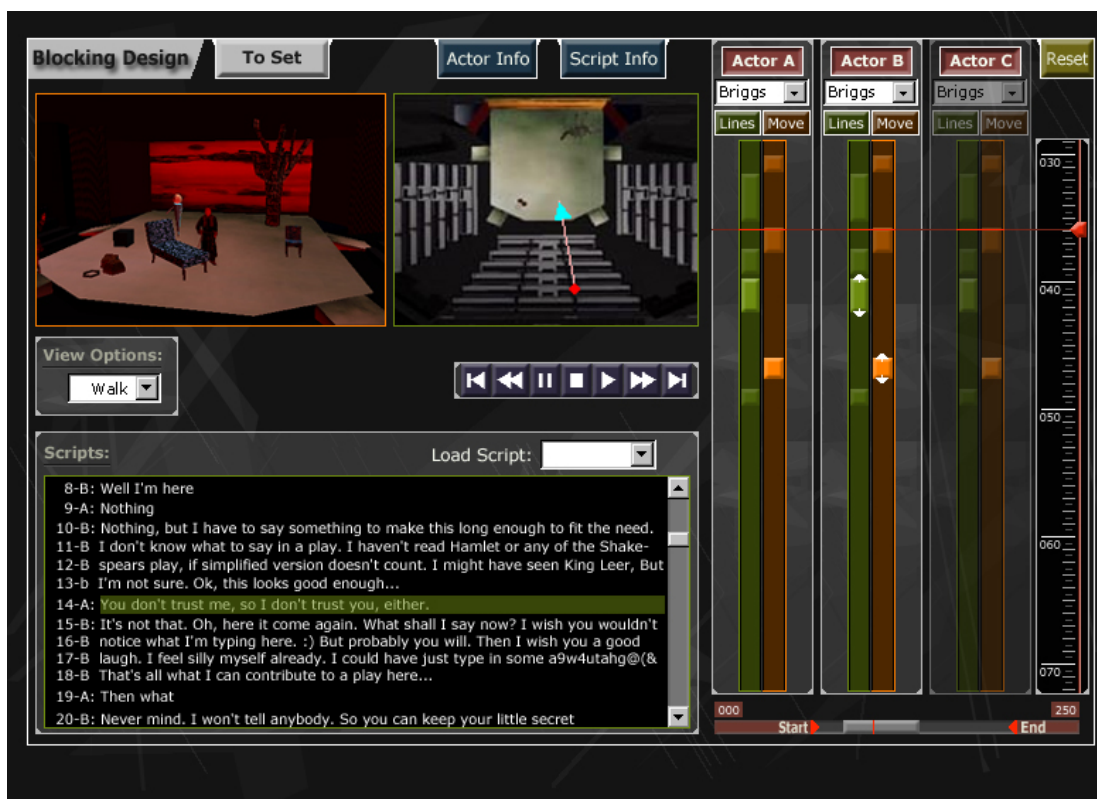 Blocking Design
To Set
Actor Info
Script Info
Actor A
Actor B
Actor C
Reset
Briggs
Briggs
Briggs
Lines
Move
Lines
Move
Lines
Move
030
040
050
060
070
View Options:
Walk
Scripts:
Load Script:
8-B: Well I'm here
9-A: Nothing
10-B: Nothing, but I have to say something to make this long enough to fit the need.
11-B I don't know what to say in a play. I haven't read Hamlet or any of the Shake-
12-B spears play, if simplified version doesn't count. I might have seen King Leer, But
13-b I'm not sure. Ok, this looks good enough...
14-A: You don't trust me, so I don't trust you, either.
15-B: It's not that. Oh, here it come again. What shall I say now? I wish you wouldn't
16-B notice what I'm typing here. :) But probably you will. Then I wish you a good
17-B laugh. I feel silly myself already. I could have just type in some a9w4utahg@(&
18-B That's all what I can contribute to a play here...
19-A: Then what
20-B: Never mind. I won't tell anybody. So you can keep your little secret
000
250
Start
End